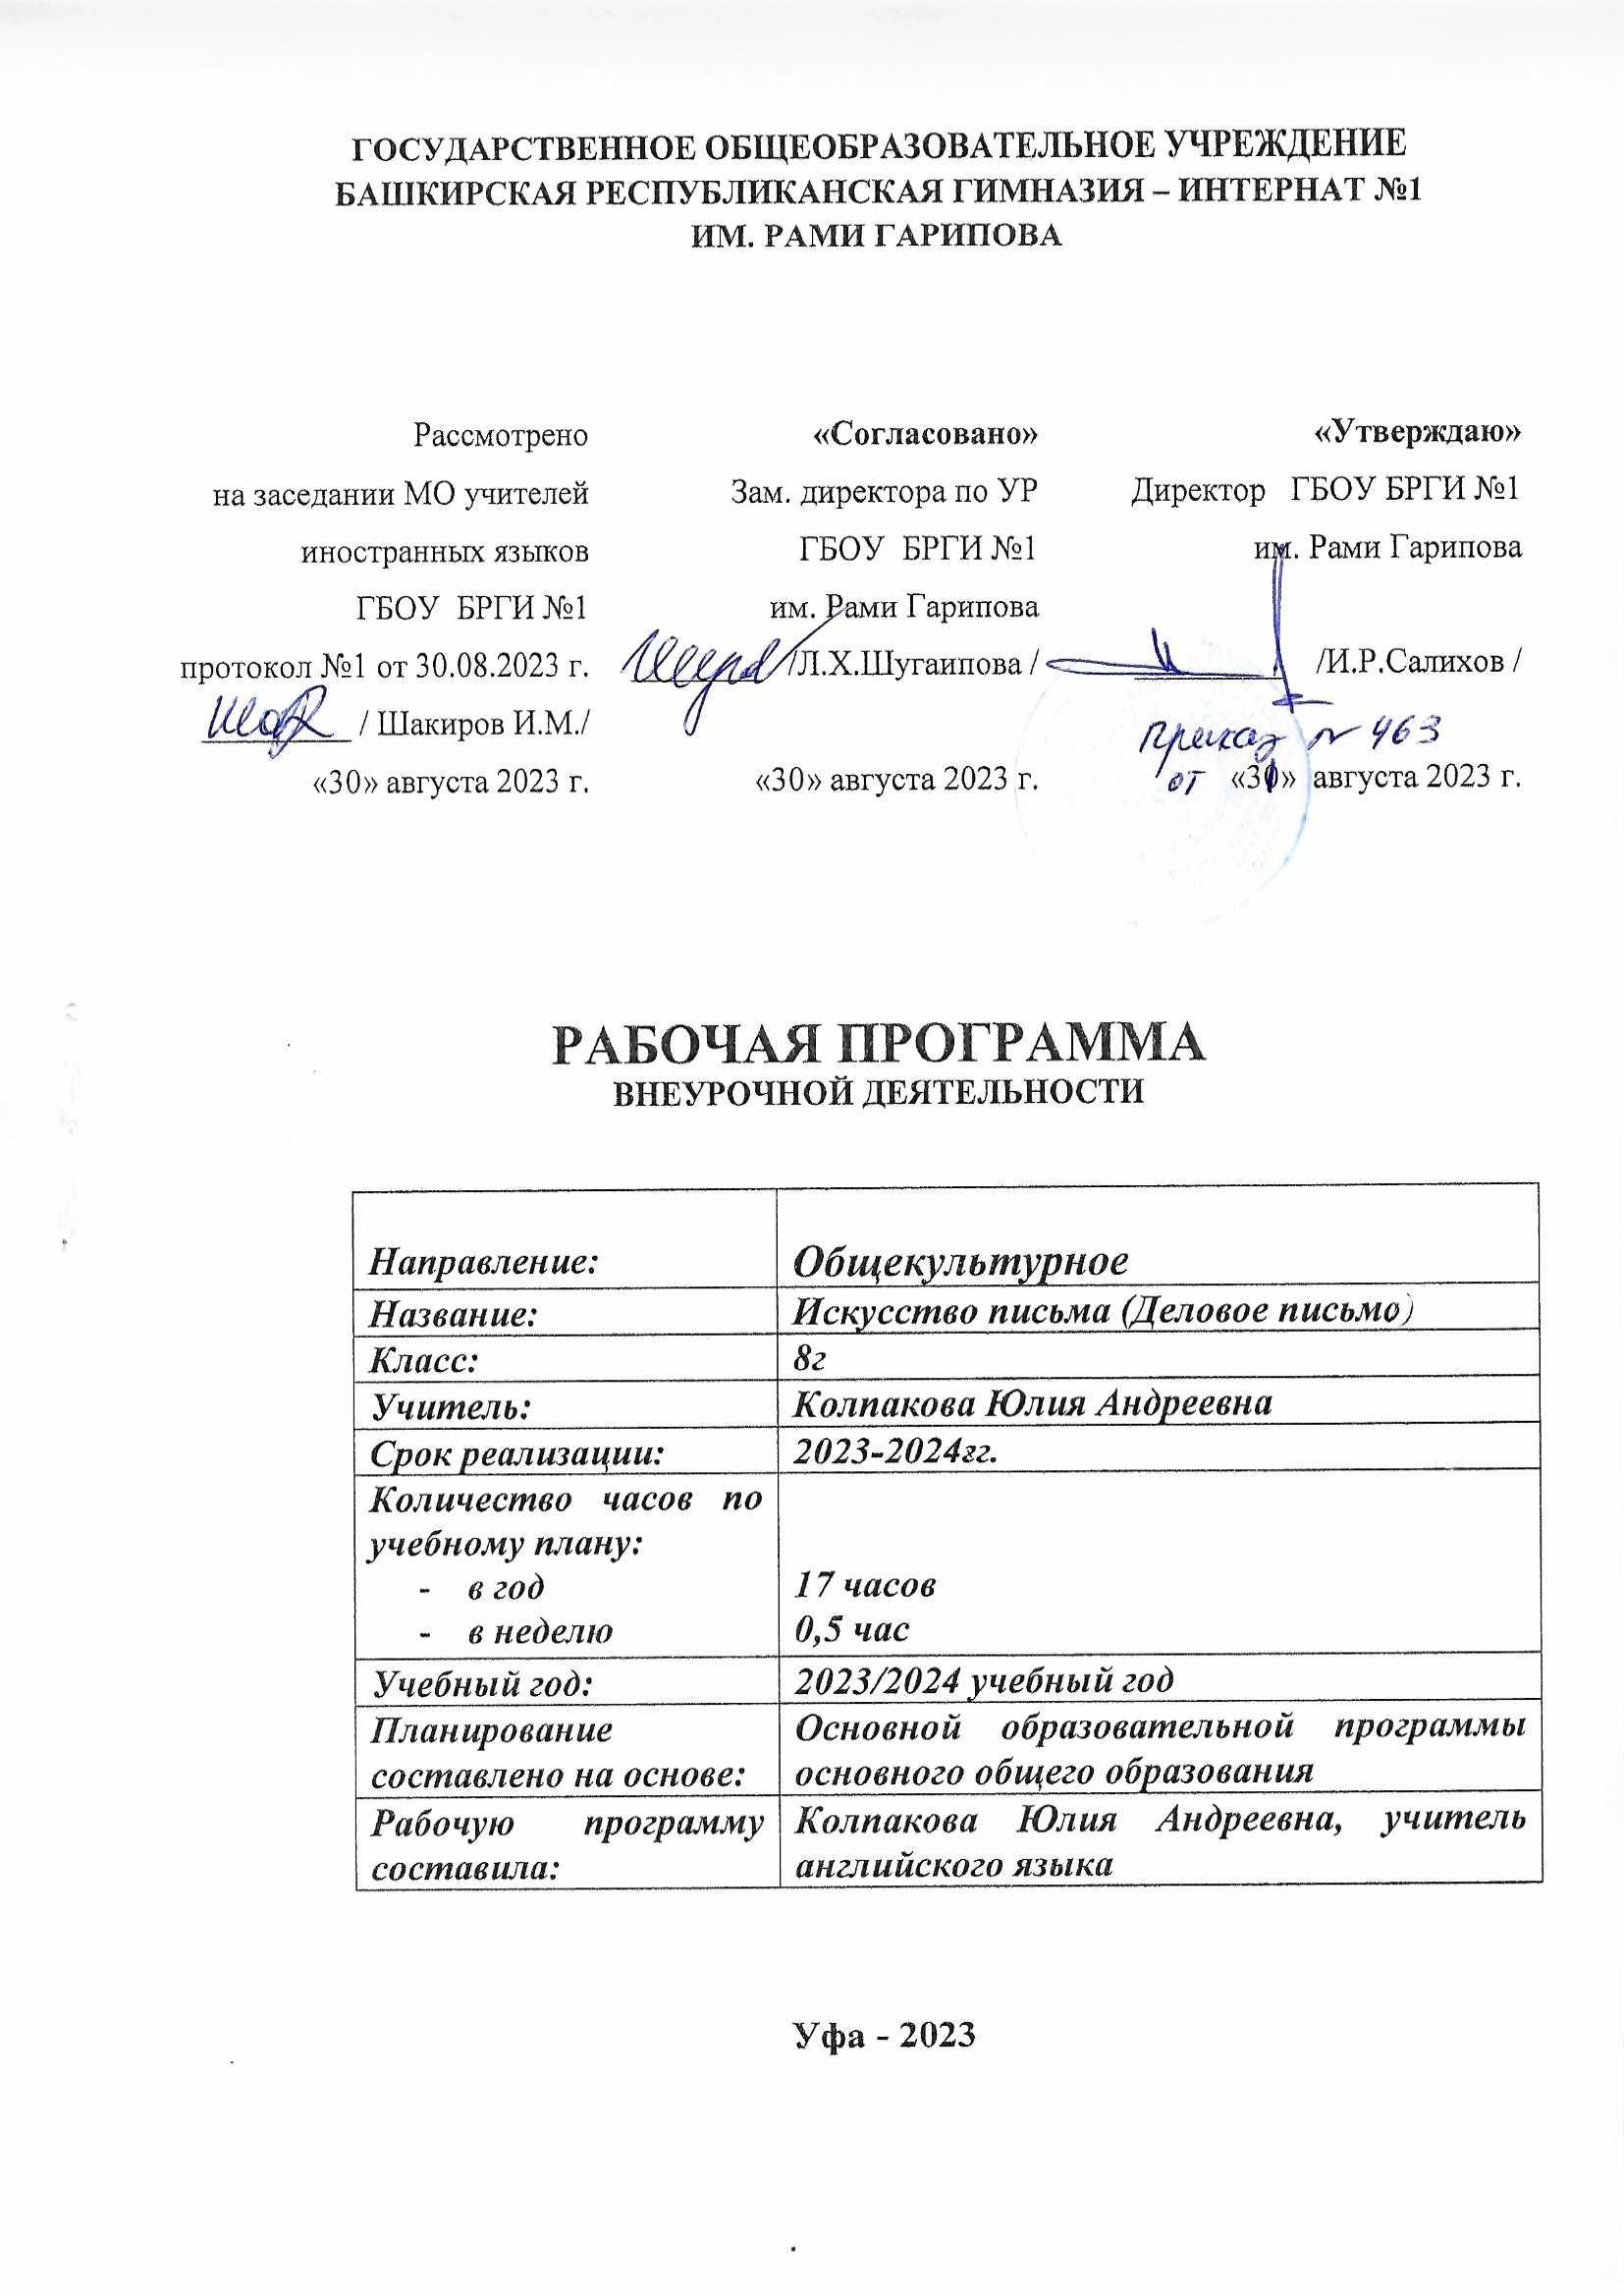 ГОСУДАРСТВЕННОЕ ОБЩЕОБРАЗОВАТЕЛЬНОЕ УЧРЕЖДЕНИЕ
БАШКИРСКАЯ РЕСПУБЛИКАНСКАЯ ГИМНАЗИЯ – ИНТЕРНАТ №1
ИМ. РАМИ ГАРИПОВА
Рассмотрено
на заседании МО учителей
иностранных языков
ГБОУ БРГИ №1
протокол №1 от 30.08.2023 г.
/ Шакиров И.М./
«30» августа 2023 г.
«Согласовано»
Зам. директора по УР
ГБОУ БРГИ №1
им. Рами Гарипова
/Л.Х.Шугаипова /
«30» августа 2023 г.
«Утверждаю»
Директор ГБОУ БРГИ №1
им. Рами Гарипова
/И.Р.Салихов /
Приказ № 463
от «31» августа 2023 г.
РАБОЧАЯ ПРОГРАММА
ВНЕУРОЧНОЙ ДЕЯТЕЛЬНОСТИ
Направление: Общекультурное
Название: Искусство письма (Деловое письмо)
Класс: 8г
Учитель: Колпакова Юлия Андреевна
Срок реализации: 2023-2024гг.
Количество часов по
учебному плану:
- в год 17 часов
- в неделю 0,5 час
Учебный год: 2023/2024 учебный год
Планирование
составлено на основе:
Основной образовательной программы
основного общего образования
Рабочую программу
составила:
Колпакова Юлия Андреевна, учитель
английского языка
Уфа - 2023